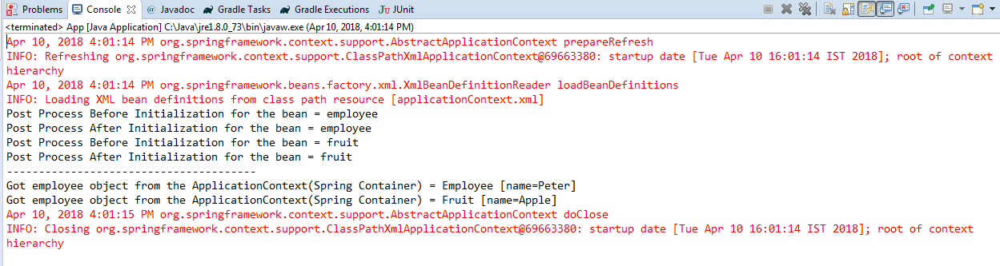 Problems Console Javadoc Gradle Tasks Gradle Executions JUnit
<terminated> App [Java Application] C:\Java\jre1.8.0_73\bin\javaw.exe (Apr 10, 2018, 4:01:14 PM)
Apr 10, 2018 4:01:14 PM org.springframework.context.support.AbstractApplicationContext prepareRefresh
INFO: Refreshing org.springframework.context.support.ClassPathXmlApplicationContext@69663380: startup date [Tue Apr 10 16:01:14 IST 2018]; root of context
hierarchy
Apr 10, 2018 4:01:14 PM org.springframework.beans.factory.xml.XmlBeanDefinitionReader loadBeanDefinitions
INFO: Loading XML bean definitions from class path resource [applicationContext.xml]
Post Process Before Initialization for the bean = employee
Post Process After Initialization for the bean = employee
Post Process Before Initialization for the bean = fruit
Post Process After Initialization for the bean = fruit
---------------------------------------
Got employee object from the ApplicationContext(Spring Container) = Employee [name=Peter]
Got employee object from the ApplicationContext(Spring Container) = Fruit [name=Apple]
Apr 10, 2018 4:01:15 PM org.springframework.context.support.AbstractApplicationContext doClose
INFO: Closing org.springframework.context.support.ClassPathXmlApplicationContext@69663380: startup date [Tue Apr 10 16:01:14 IST 2018]; root of context
hierarchy